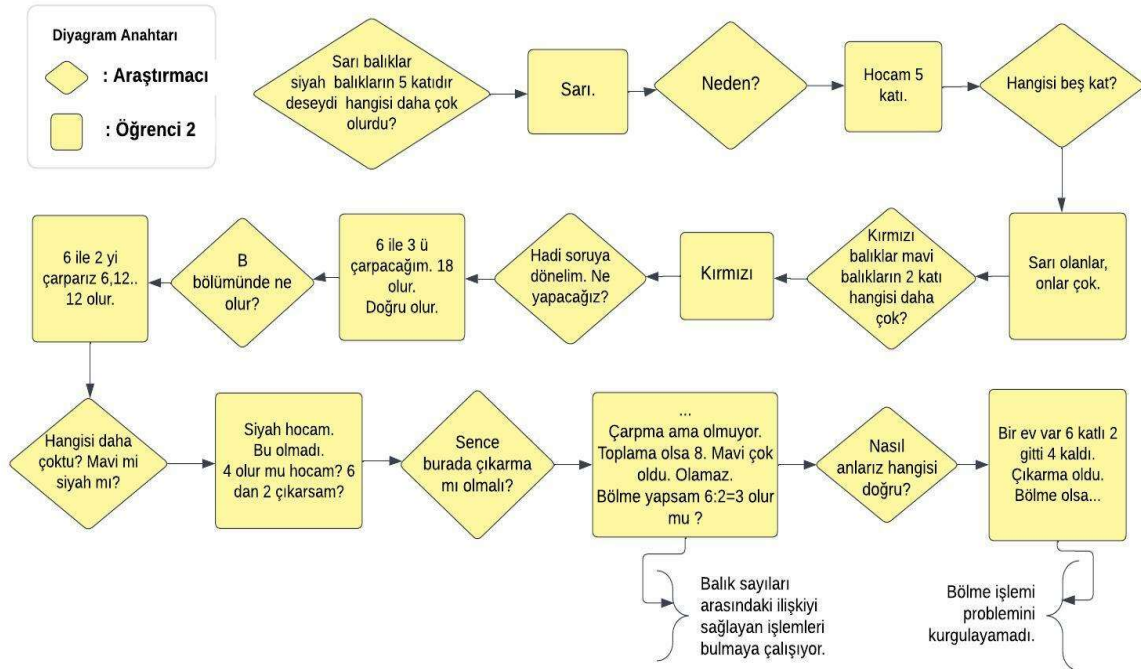 Diyagram Anahtarı
: Araştırmacı
: Öğrenci 2
Sarı balıklar
siyah balıkların 5 katıdır
deseydi hangisi daha çok
olurdu?
Sarı.
Neden?
Hocam 5
katı.
Hangisi beş kat?
Sarı olanlar,
onlar çok.
Kırmızı
balıklar mavi
balıkların 2 katı
hangisi daha
çok?
Kırmızı
Hadi soruya
dönelim. Ne
yapacağız?
6 ile 3 ü
çarpacağım. 18
olur.
Doğru olur.
B
bölümünde ne
olur?
6 ile 2 yi
çarparız 6,12..
12 olur.
Hangisi daha
çoktu? Mavi mi
siyah mı?
Siyah hocam.
Bu olmadı.
4 olur mu hocam? 6
dan 2 çıkarsam?
Sence
burada çıkarma
mı olmalı?
...
Çarpma ama olmuyor.
Toplama olsa 8. Mavi çok
oldu. Olamaz.
Bölme yapsam 6:2=3 olur
mu ?
Nasıl
anlarız hangisi
doğru?
Bir ev var 6 katlı 2
gitti 4 kaldı.
Çıkarma oldu.
Bölme olsa...
Balık sayıları
arasındaki ilişkiyi
sağlayan işlemleri
bulmaya çalışıyor.
Bölme işlemi
problemini
kurgulayamadı.